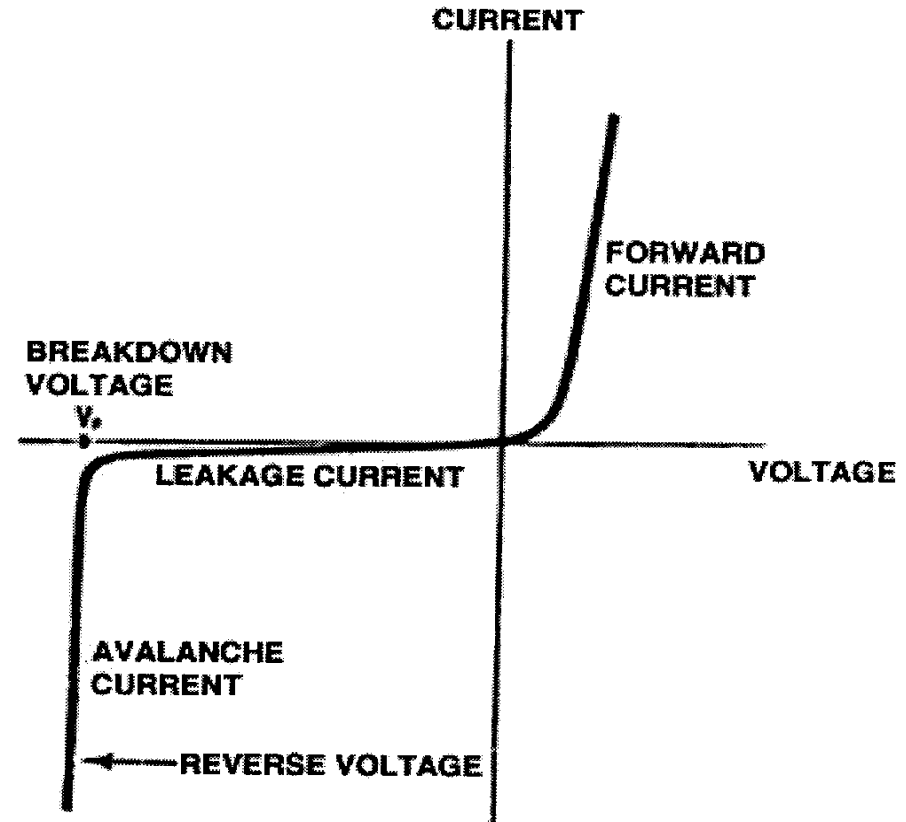 CURRENT
FORWARD
CURRENT
BREAKDOWN
VOLTAGE
LEAKAGE CURRENT
VOLTAGE
AVALANCHE
CURRENT
REVERSE VOLTAGE